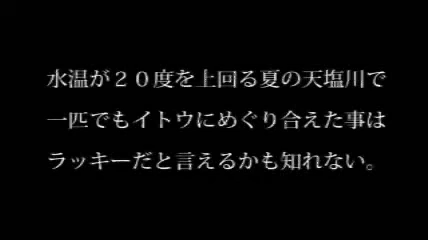 水温が２０度を上回る夏の天塩川で
一匹でもイトウにめぐり合えた事は
ラッキーだと言えるかも知れない。